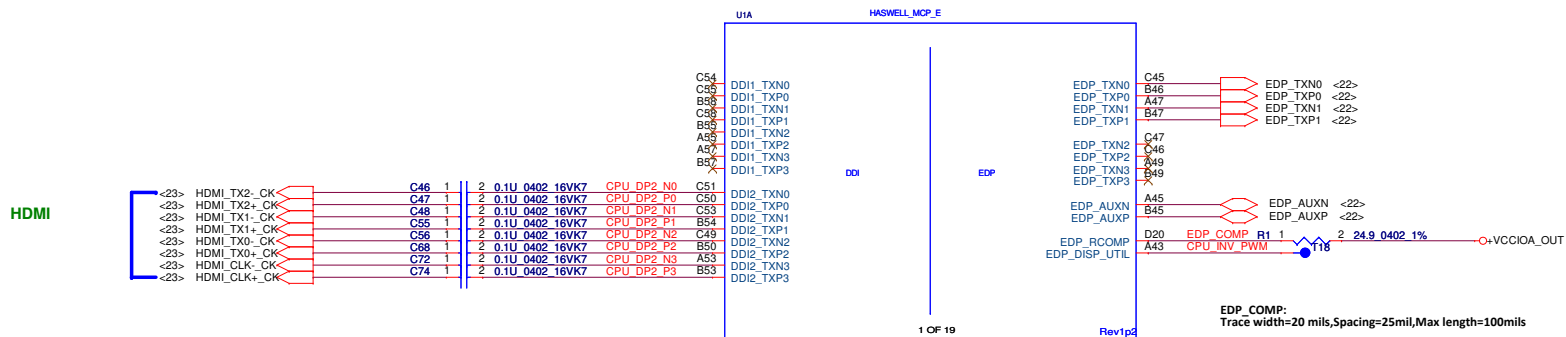 U1A HASWELL_MCP_E
C54 DDI1_TXN0
C55 DDI1_TXP0
B58 DDI1_TXN1
C58 DDI1_TXP1
B55 DDI1_TXN2
A55 DDI1_TXP2
A57 DDI1_TXN3
B57 DDI1_TXP3
DDI EDP
HDMI
<23> HDMI_TX2-_CK C46 1 2 0.1U_0402_16VK7 CPU_DP2_N0 C51 DDI2_TXN0
<23> HDMI_TX2+_CK C47 1 2 0.1U_0402_16VK7 CPU_DP2_P0 C50 DDI2_TXP0
<23> HDMI_TX1-_CK C48 1 2 0.1U_0402_16VK7 CPU_DP2_N1 C53 DDI2_TXN1
<23> HDMI_TX1+_CK C55 1 2 0.1U_0402_16VK7 CPU_DP2_P1 B54 DDI2_TXP1
<23> HDMI_TX0-_CK C56 1 2 0.1U_0402_16VK7 CPU_DP2_N2 C49 DDI2_TXN2
<23> HDMI_TX0+_CK C68 1 2 0.1U_0402_16VK7 CPU_DP2_P2 B50 DDI2_TXP2
<23> HDMI_CLK-_CK C72 1 2 0.1U_0402_16VK7 CPU_DP2_N3 A53 DDI2_TXN3
<23> HDMI_CLK+_CK C74 1 2 0.1U_0402_16VK7 CPU_DP2_P3 B53 DDI2_TXP3
EDP_TXN0 C45 EDP_TXN0 <22>
EDP_TXP0 B46 EDP_TXP0 <22>
EDP_TXN1 A47 EDP_TXN1 <22>
EDP_TXP1 B47 EDP_TXP1 <22>
EDP_TXN2 C47
EDP_TXP2 C46
EDP_TXN3 A49
EDP_TXP3 B49
EDP_AUXN A45 EDP_AUXN <22>
EDP_AUXP B45 EDP_AUXP <22>
EDP_RCOMP D20 EDP_COMP R1 1 2 24.9_0402_1% +VCCIOA_OUT
EDP_DISP_UTIL A43 CPU_INV_PWM T18
1 OF 19 Rev1p2
EDP_COMP:
Trace width=20 mils,Spacing=25mil,Max length=100mils